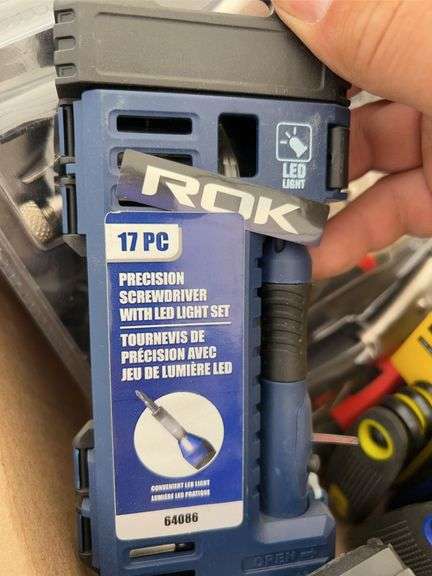 LED
LIGHT
ROK
17 PC
PRECISION
SCREWDRIVER
WITH LED LIGHT SET
TOURNEVIS DE
PRÉCISION AVEC
JEU DE LUMIÈRE LED
CONVENIENT LED LIGHT
LUMIÈRE LED PRATIQUE
64086
OPEN